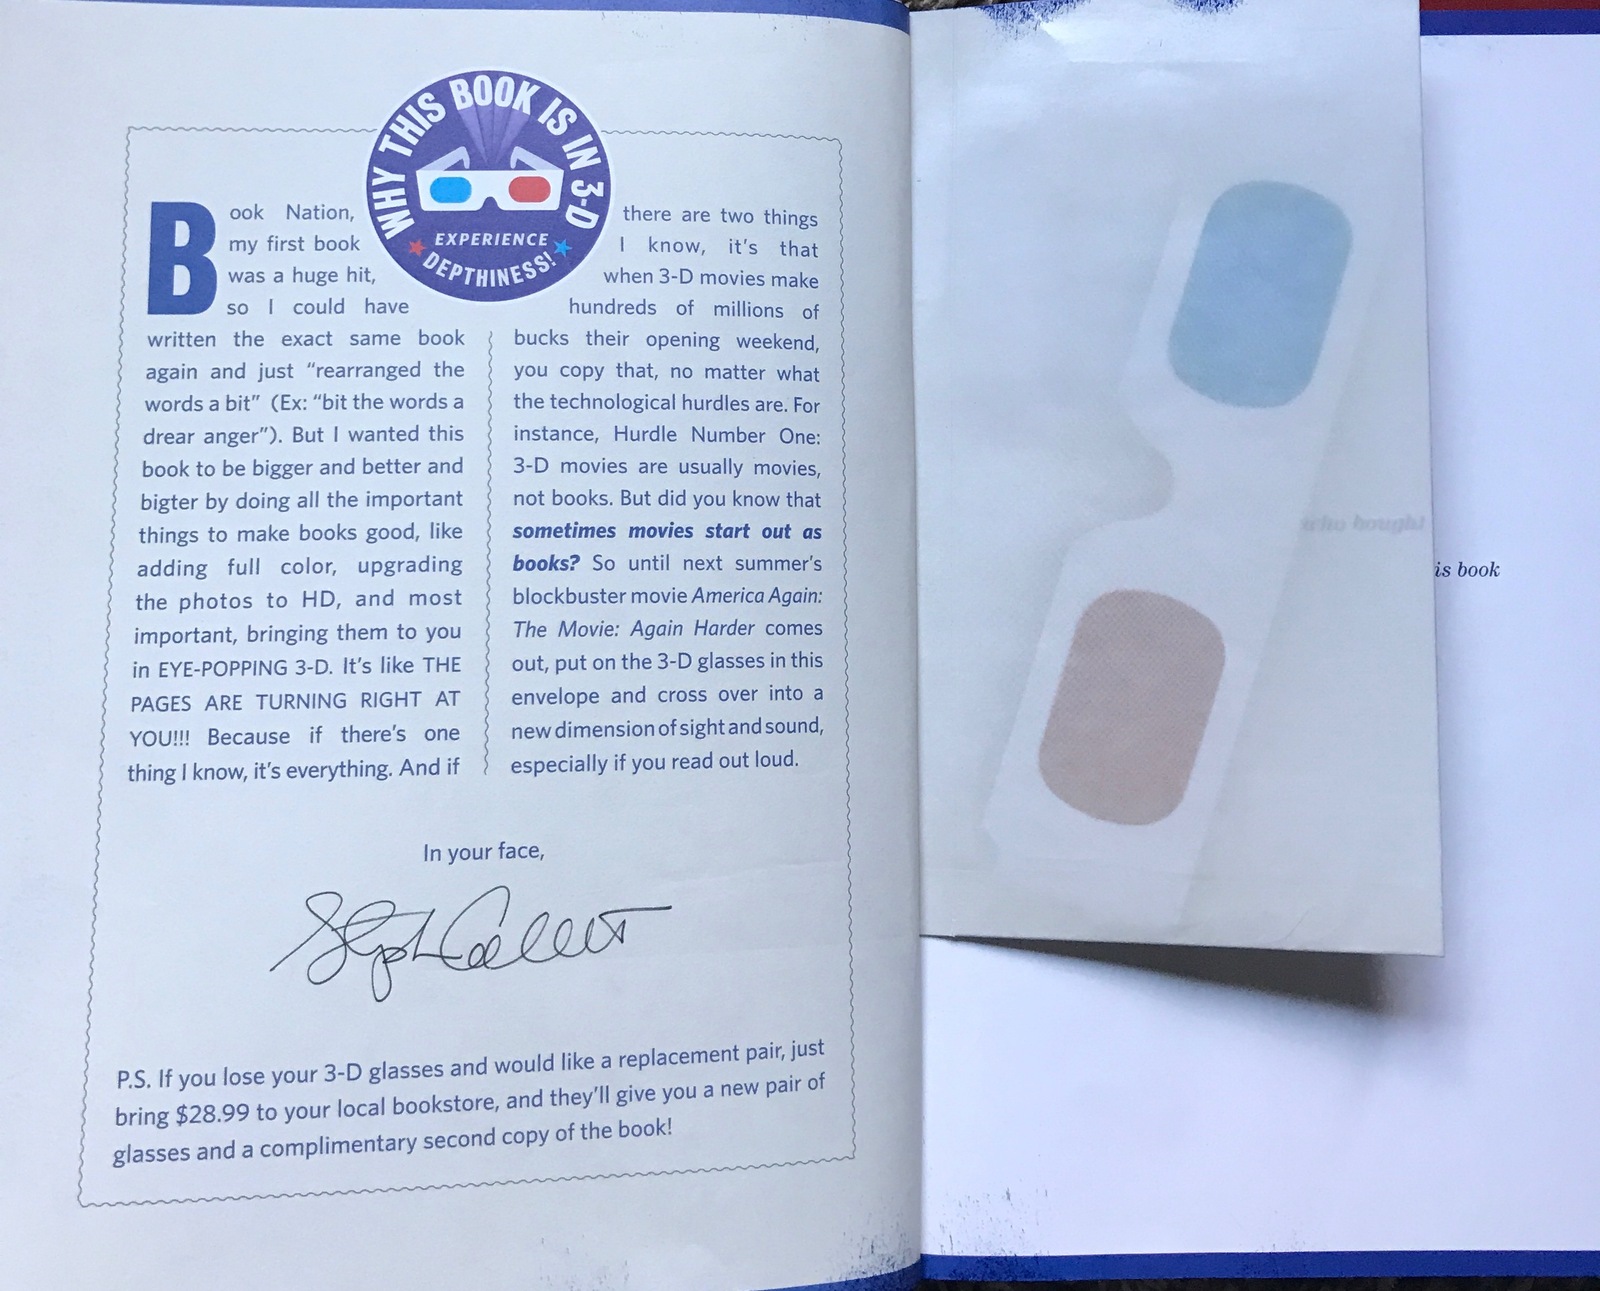 WHY THIS BOOK IS IN 3-D
EXPERIENCE
DEPTHINESS!
Book Nation,
my first book
was a huge hit,
so I could have
written the exact same book
again and just “rearranged the
words a bit” (Ex: “bit the words a
drear anger”). But I wanted this
book to be bigger and better and
bigter by doing all the important
things to make books good, like
adding full color, upgrading
the photos to HD, and most
important, bringing them to you
in EYE-POPPING 3-D. It's like THE
PAGES ARE TURNING RIGHT AT
YOU!!! Because if there's one
thing I know, it's everything. And if
there are two things
I know, it's that
when 3-D movies make
hundreds of millions of
bucks their opening weekend,
you copy that, no matter what
the technological hurdles are. For
instance, Hurdle Number One:
3-D movies are usually movies,
not books. But did you know that
sometimes movies start out as
books? So until next summer's
blockbuster movie America Again:
The Movie: Again Harder comes
out, put on the 3-D glasses in this
envelope and cross over into a
new dimension of sight and sound,
especially if you read out loud.
In your face,
Stephen Colbert
P.S. If you lose your 3-D glasses and would like a replacement pair, just
bring $28.99 to your local bookstore, and they'll give you a new pair of
glasses and a complimentary second copy of the book!
who bought
is book